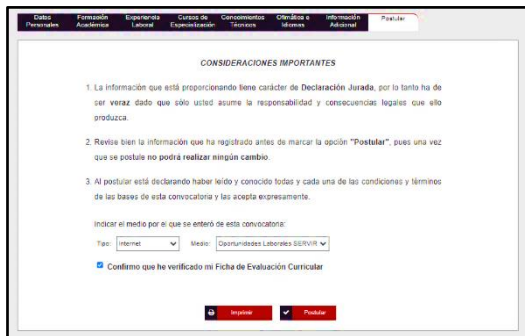 Datos Personales
Formación Académica
Experiencia Laboral
Cursos de Especialización
Conocimientos Técnicos
Ofimática e Idiomas
Información Adicional
Postular
CONSIDERACIONES IMPORTANTES
1. La información que está proporcionando tiene carácter de Declaración Jurada, por lo tanto ha de
ser veraz dado que sólo usted asume la responsabilidad y consecuencias legales que ello
produzca.
2. Revise bien la información que ha registrado antes de marcar la opción "Postular", pues una vez
que se postule no podrá realizar ningún cambio.
3. Al postular está declarando haber leído y conocido todas y cada una de las condiciones y términos
de las bases de esta convocatoria y las acepta expresamente.
Indicar el medio por el que se enteró de esta convocatoria:
Tipo: Internet Medio: Oportunidades Laborales SERVIR
Confirmo que he verificado mi Ficha de Evaluación Curricular
Imprimir Postular